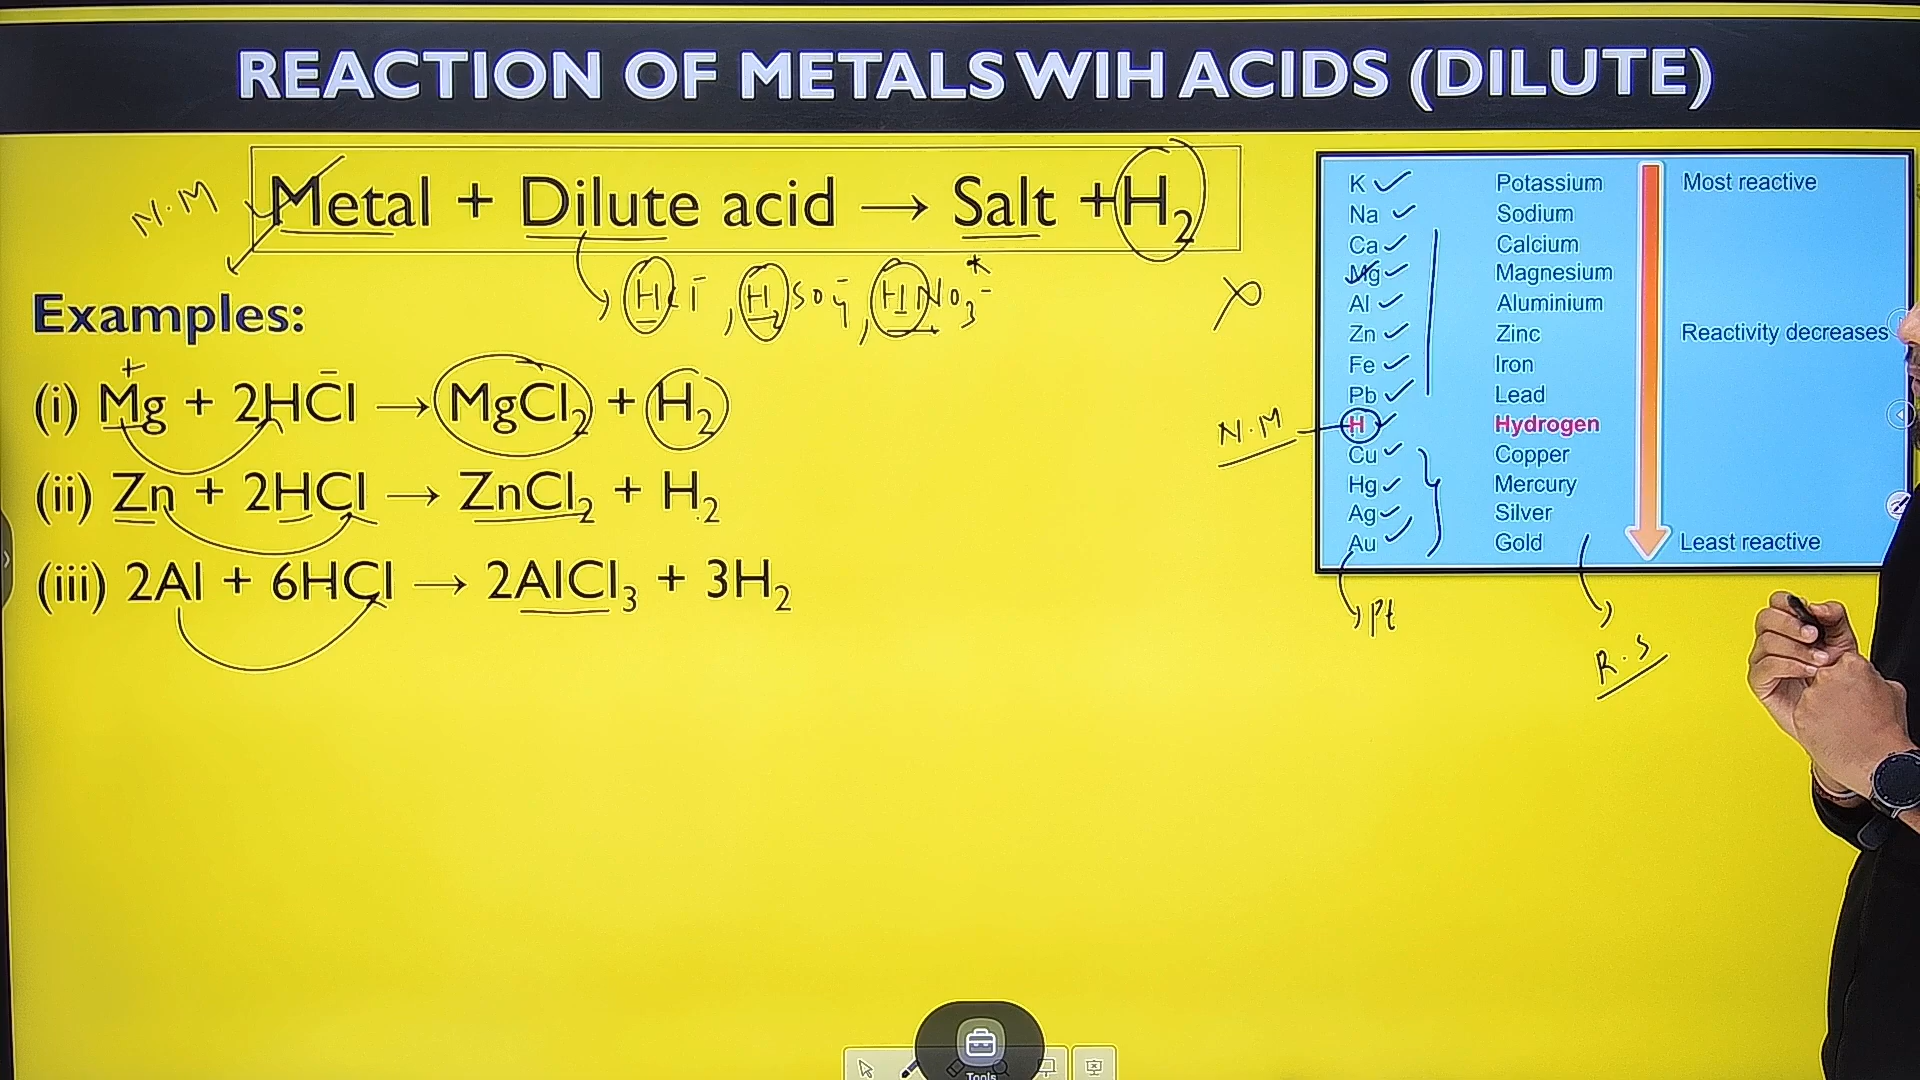 REACTION OF METALS WIH ACIDS (DILUTE)
N.M
Metal + Dilute acid → Salt + H₂
HCl⁻, H₂SO₄⁻, HNO₃⁻ *
Examples:
+ -
(i) Mg + 2HCl → MgCl₂ + H₂
(ii) Zn + 2HCl → ZnCl₂ + H₂
(iii) 2Al + 6HCl → 2AlCl₃ + 3H₂
K ✓ Potassium Most reactive
Na ✓ Sodium
Ca ✓ Calcium
Mg ✓ Magnesium
Al ✓ Aluminium
Zn ✓ Zinc Reactivity decreases
Fe ✓ Iron
Pb ✓ Lead
N.M H ✓ Hydrogen
Cu ✓ Copper
Hg ✓ Mercury
Ag ✓ Silver
Au ✓ Gold Least reactive
Pt
R.S
Tools